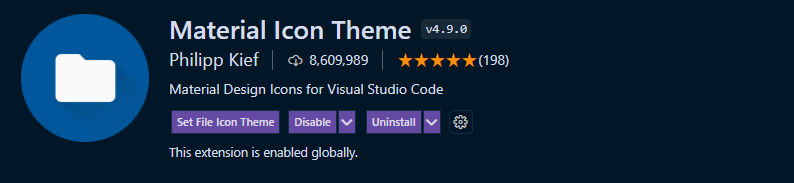 Material Icon Theme v4.9.0
Philipp Kief 8,609,989 (198)
Material Design Icons for Visual Studio Code
Set File Icon Theme Disable Uninstall
This extension is enabled globally.